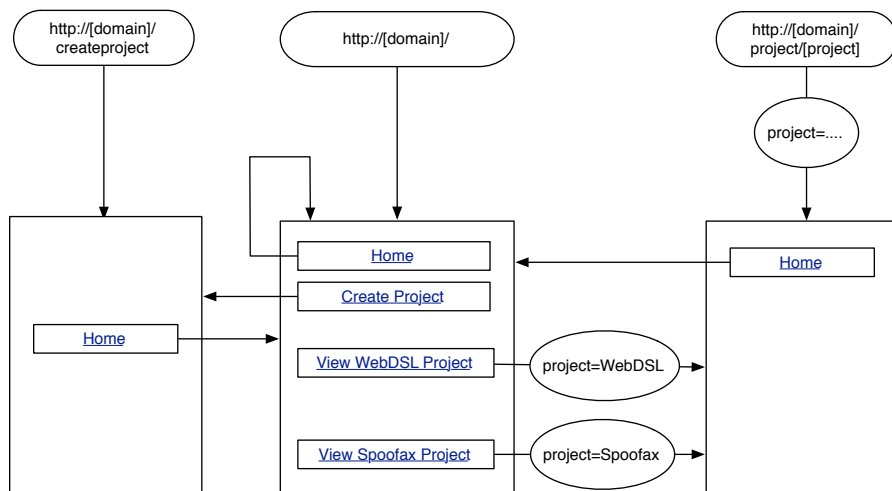 http://[domain]/
createproject
http://[domain]/
http://[domain]/
project/[project]
project=....
Home
Home
Create Project
Home
View WebDSL Project
project=WebDSL
View Spoofax Project
project=Spoofax